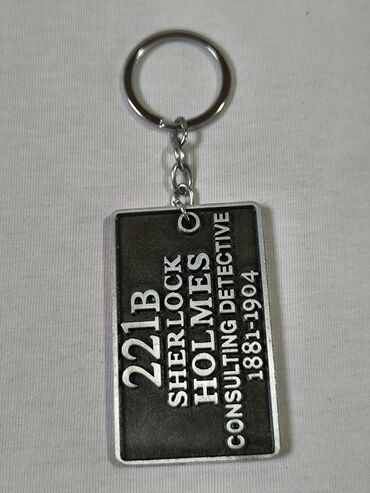 221B
SHERLOCK
HOLMES
CONSULTING DETECTIVE
1881-1904